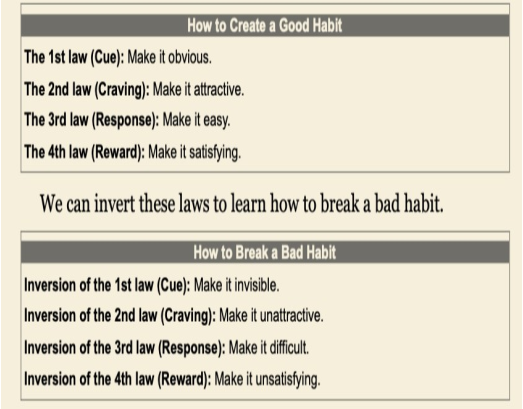 How to Create a Good Habit
The 1st law (Cue): Make it obvious.
The 2nd law (Craving): Make it attractive.
The 3rd law (Response): Make it easy.
The 4th law (Reward): Make it satisfying.
We can invert these laws to learn how to break a bad habit.
How to Break a Bad Habit
Inversion of the 1st law (Cue): Make it invisible.
Inversion of the 2nd law (Craving): Make it unattractive.
Inversion of the 3rd law (Response): Make it difficult.
Inversion of the 4th law (Reward): Make it unsatisfying.